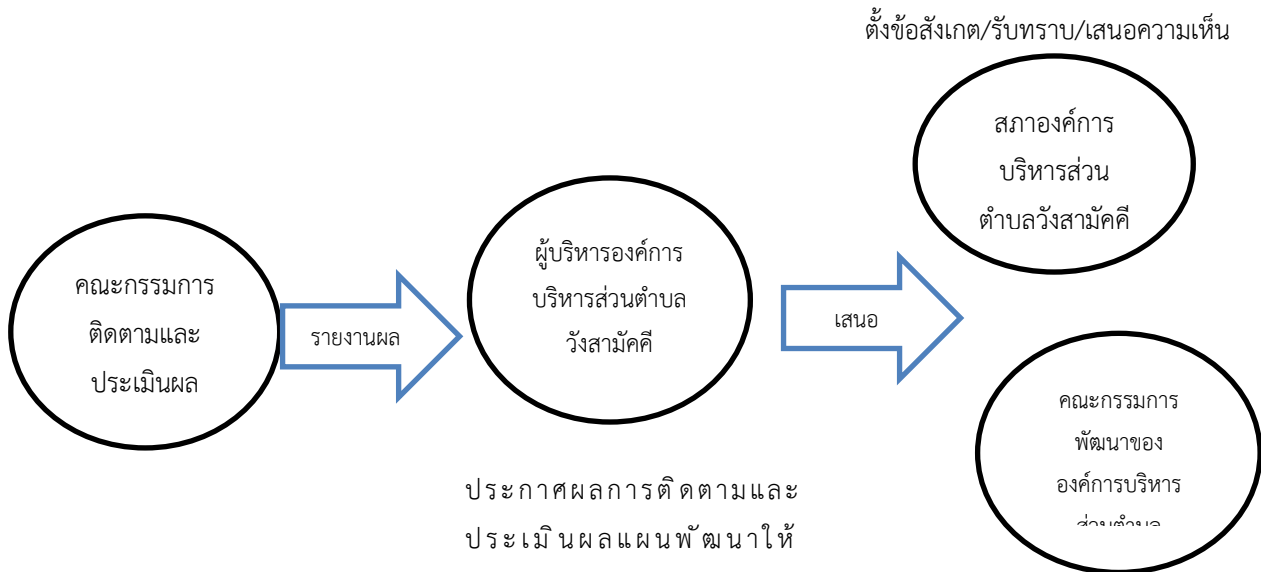 ตั้งข้อสังเกต/รับทราบ/เสนอความเห็น
สภาองค์การ
บริหารส่วน
ตำบลวังสามัคคี
คณะกรรมการ
ติดตามและ
ประเมินผล
รายงานผล
ผู้บริหารองค์การ
บริหารส่วนตำบล
วังสามัคคี
เสนอ
คณะกรรมการ
พัฒนาของ
องค์การบริหาร
ส่วนตำบล
ประกาศผลการติดตามและ
ประเมินผลแผนพัฒนาให้